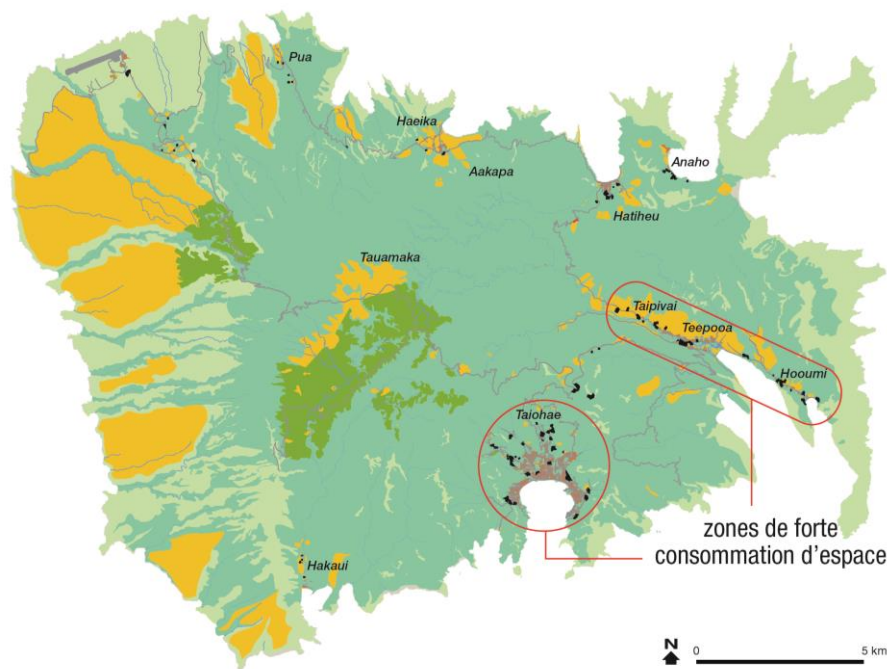 Pua
Haeika
Aakapa
Anaho
Hatiheu
Tauamaka
Taipivai
Teepooa
Hooumi
Taiohae
zones de forte
consommation d'espace
Hakaui
N
0
5 km